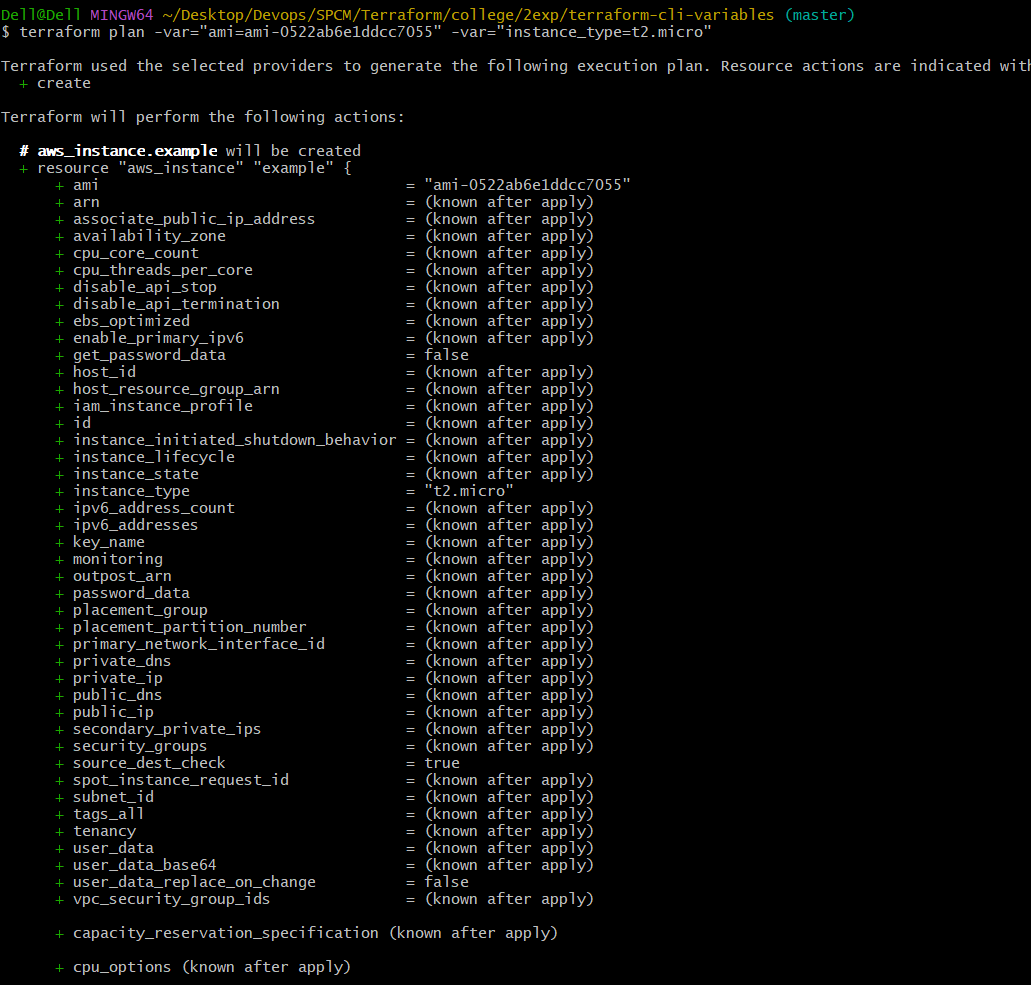 Dell@Dell MINGW64 ~/Desktop/Devops/SPCM/Terraform/college/2exp/terraform-cli-variables (master)
$ terraform plan -var="ami=ami-0522ab6e1ddcc7055" -var="instance_type=t2.micro"
Terraform used the selected providers to generate the following execution plan. Resource actions are indicated with
+ create
Terraform will perform the following actions:
# aws_instance.example will be created
+ resource "aws_instance" "example" {
+ ami = "ami-0522ab6e1ddcc7055"
+ arn = (known after apply)
+ associate_public_ip_address = (known after apply)
+ availability_zone = (known after apply)
+ cpu_core_count = (known after apply)
+ cpu_threads_per_core = (known after apply)
+ disable_api_stop = (known after apply)
+ disable_api_termination = (known after apply)
+ ebs_optimized = (known after apply)
+ enable_primary_ipv6 = (known after apply)
+ get_password_data = false
+ host_id = (known after apply)
+ host_resource_group_arn = (known after apply)
+ iam_instance_profile = (known after apply)
+ id = (known after apply)
+ instance_initiated_shutdown_behavior = (known after apply)
+ instance_lifecycle = (known after apply)
+ instance_state = (known after apply)
+ instance_type = "t2.micro"
+ ipv6_address_count = (known after apply)
+ ipv6_addresses = (known after apply)
+ key_name = (known after apply)
+ monitoring = (known after apply)
+ outpost_arn = (known after apply)
+ password_data = (known after apply)
+ placement_group = (known after apply)
+ placement_partition_number = (known after apply)
+ primary_network_interface_id = (known after apply)
+ private_dns = (known after apply)
+ private_ip = (known after apply)
+ public_dns = (known after apply)
+ public_ip = (known after apply)
+ secondary_private_ips = (known after apply)
+ security_groups = (known after apply)
+ source_dest_check = true
+ spot_instance_request_id = (known after apply)
+ subnet_id = (known after apply)
+ tags_all = (known after apply)
+ tenancy = (known after apply)
+ user_data = (known after apply)
+ user_data_base64 = (known after apply)
+ user_data_replace_on_change = false
+ vpc_security_group_ids = (known after apply)
+ capacity_reservation_specification (known after apply)
+ cpu_options (known after apply)